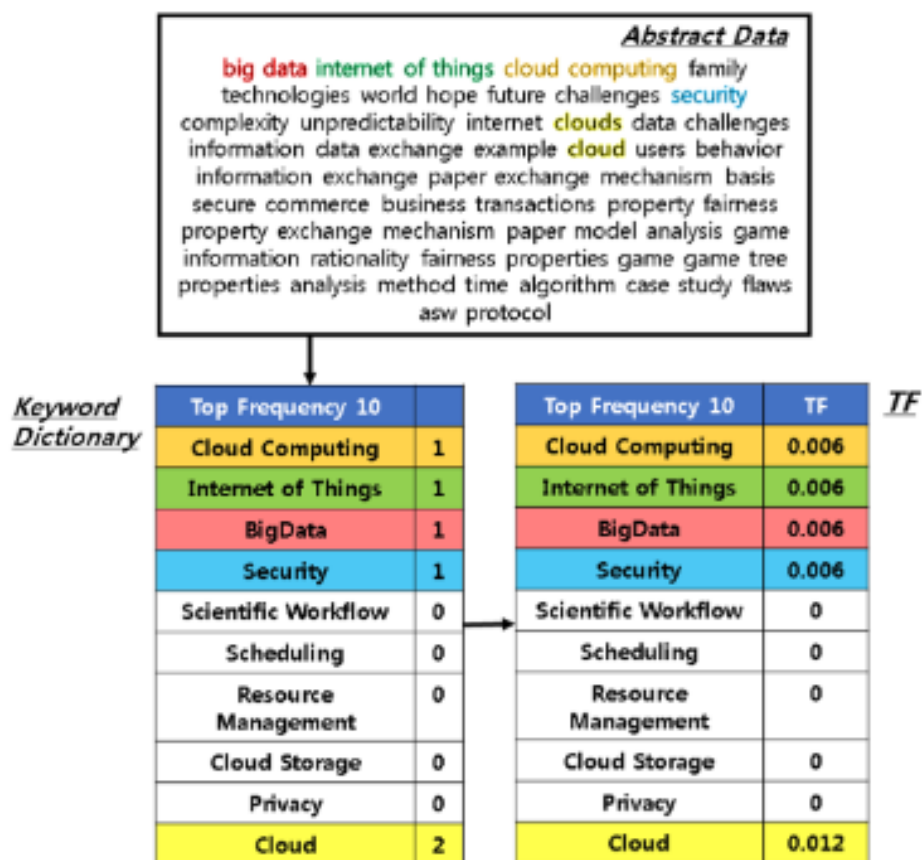 Abstract Data
big data internet of things cloud computing family
technologies world hope future challenges security
complexity unpredictability internet clouds data challenges
information data exchange example cloud users behavior
information exchange paper exchange mechanism basis
secure commerce business transactions property fairness
property exchange mechanism paper model analysis game
information rationality fairness properties game game tree
properties analysis method time algorithm case study flaws
asw protocol
Keyword
Dictionary
Top Frequency 10
Cloud Computing 1
Internet of Things 1
BigData 1
Security 1
Scientific Workflow 0
Scheduling 0
Resource 0
Management
Cloud Storage 0
Privacy 0
Cloud 2
TF
Top Frequency 10 TF
Cloud Computing 0.006
Internet of Things 0.006
BigData 0.006
Security 0.006
Scientific Workflow 0
Scheduling 0
Resource 0
Management
Cloud Storage 0
Privacy 0
Cloud 0.012